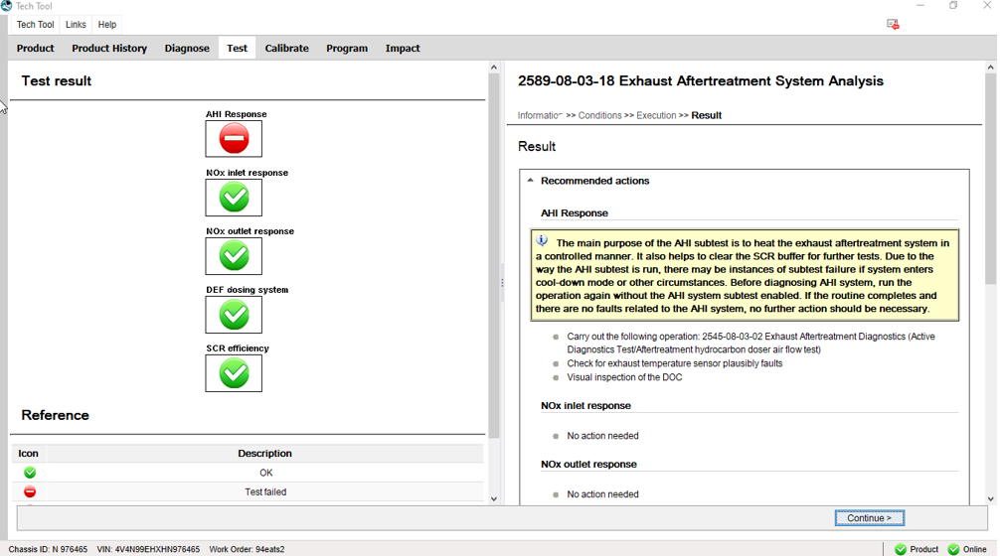 Tech Tool
Tech Tool Links Help
Product Product History Diagnose Test Calibrate Program Impact
Test result
AHI Response
NOx inlet response
NOx outlet response
DEF dosing system
SCR efficiency
Reference
Icon Description
OK
Test failed
2589-08-03-18 Exhaust Aftertreatment System Analysis
Information >> Conditions >> Execution >> Result
Result
Recommended actions
AHI Response
The main purpose of the AHI subtest is to heat the exhaust aftertreatment system in
a controlled manner. It also helps to clear the SCR buffer for further tests. Due to the
way the AHI subtest is run, there may be instances of subtest failure if system enters
cool-down mode or other circumstances. Before diagnosing AHI system, run the
operation again without the AHI system subtest enabled. If the routine completes and
there are no faults related to the AHI system, no further action should be necessary.
Carry out the following operation: 2545-08-03-02 Exhaust Aftertreatment Diagnostics (Active
Diagnostics Test/Aftertreatment hydrocarbon doser air flow test)
Check for exhaust temperature sensor plausibly faults
Visual inspection of the DOC
NOx inlet response
No action needed
NOx outlet response
No action needed
Continue >
Chassis ID: N 976465 VIN: 4V4N99EHXHN976465 Work Order: 94eats2
Product Online